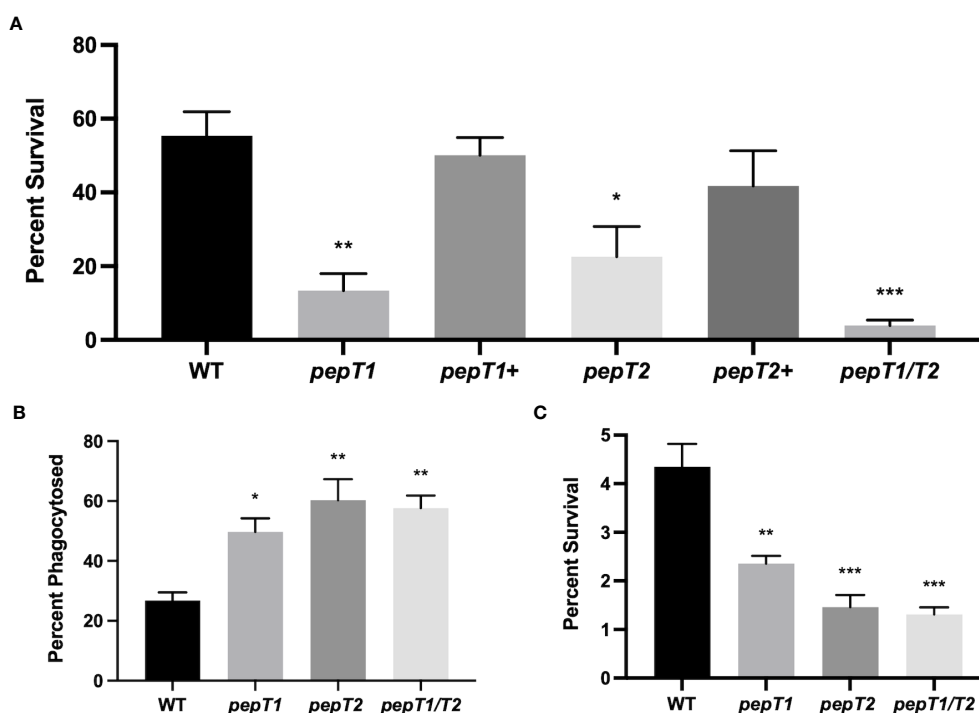 A
Percent Survival
80
60
40
20
0
**
*
***
WT pepT1 pepT1+ pepT2 pepT2+ pepT1/T2
B
Percent Phagocytosed
80
60
40
20
0
*
**
**
WT pepT1 pepT2 pepT1/T2
C
Percent Survival
5
4
3
2
1
0
**
***
***
WT pepT1 pepT2 pepT1/T2